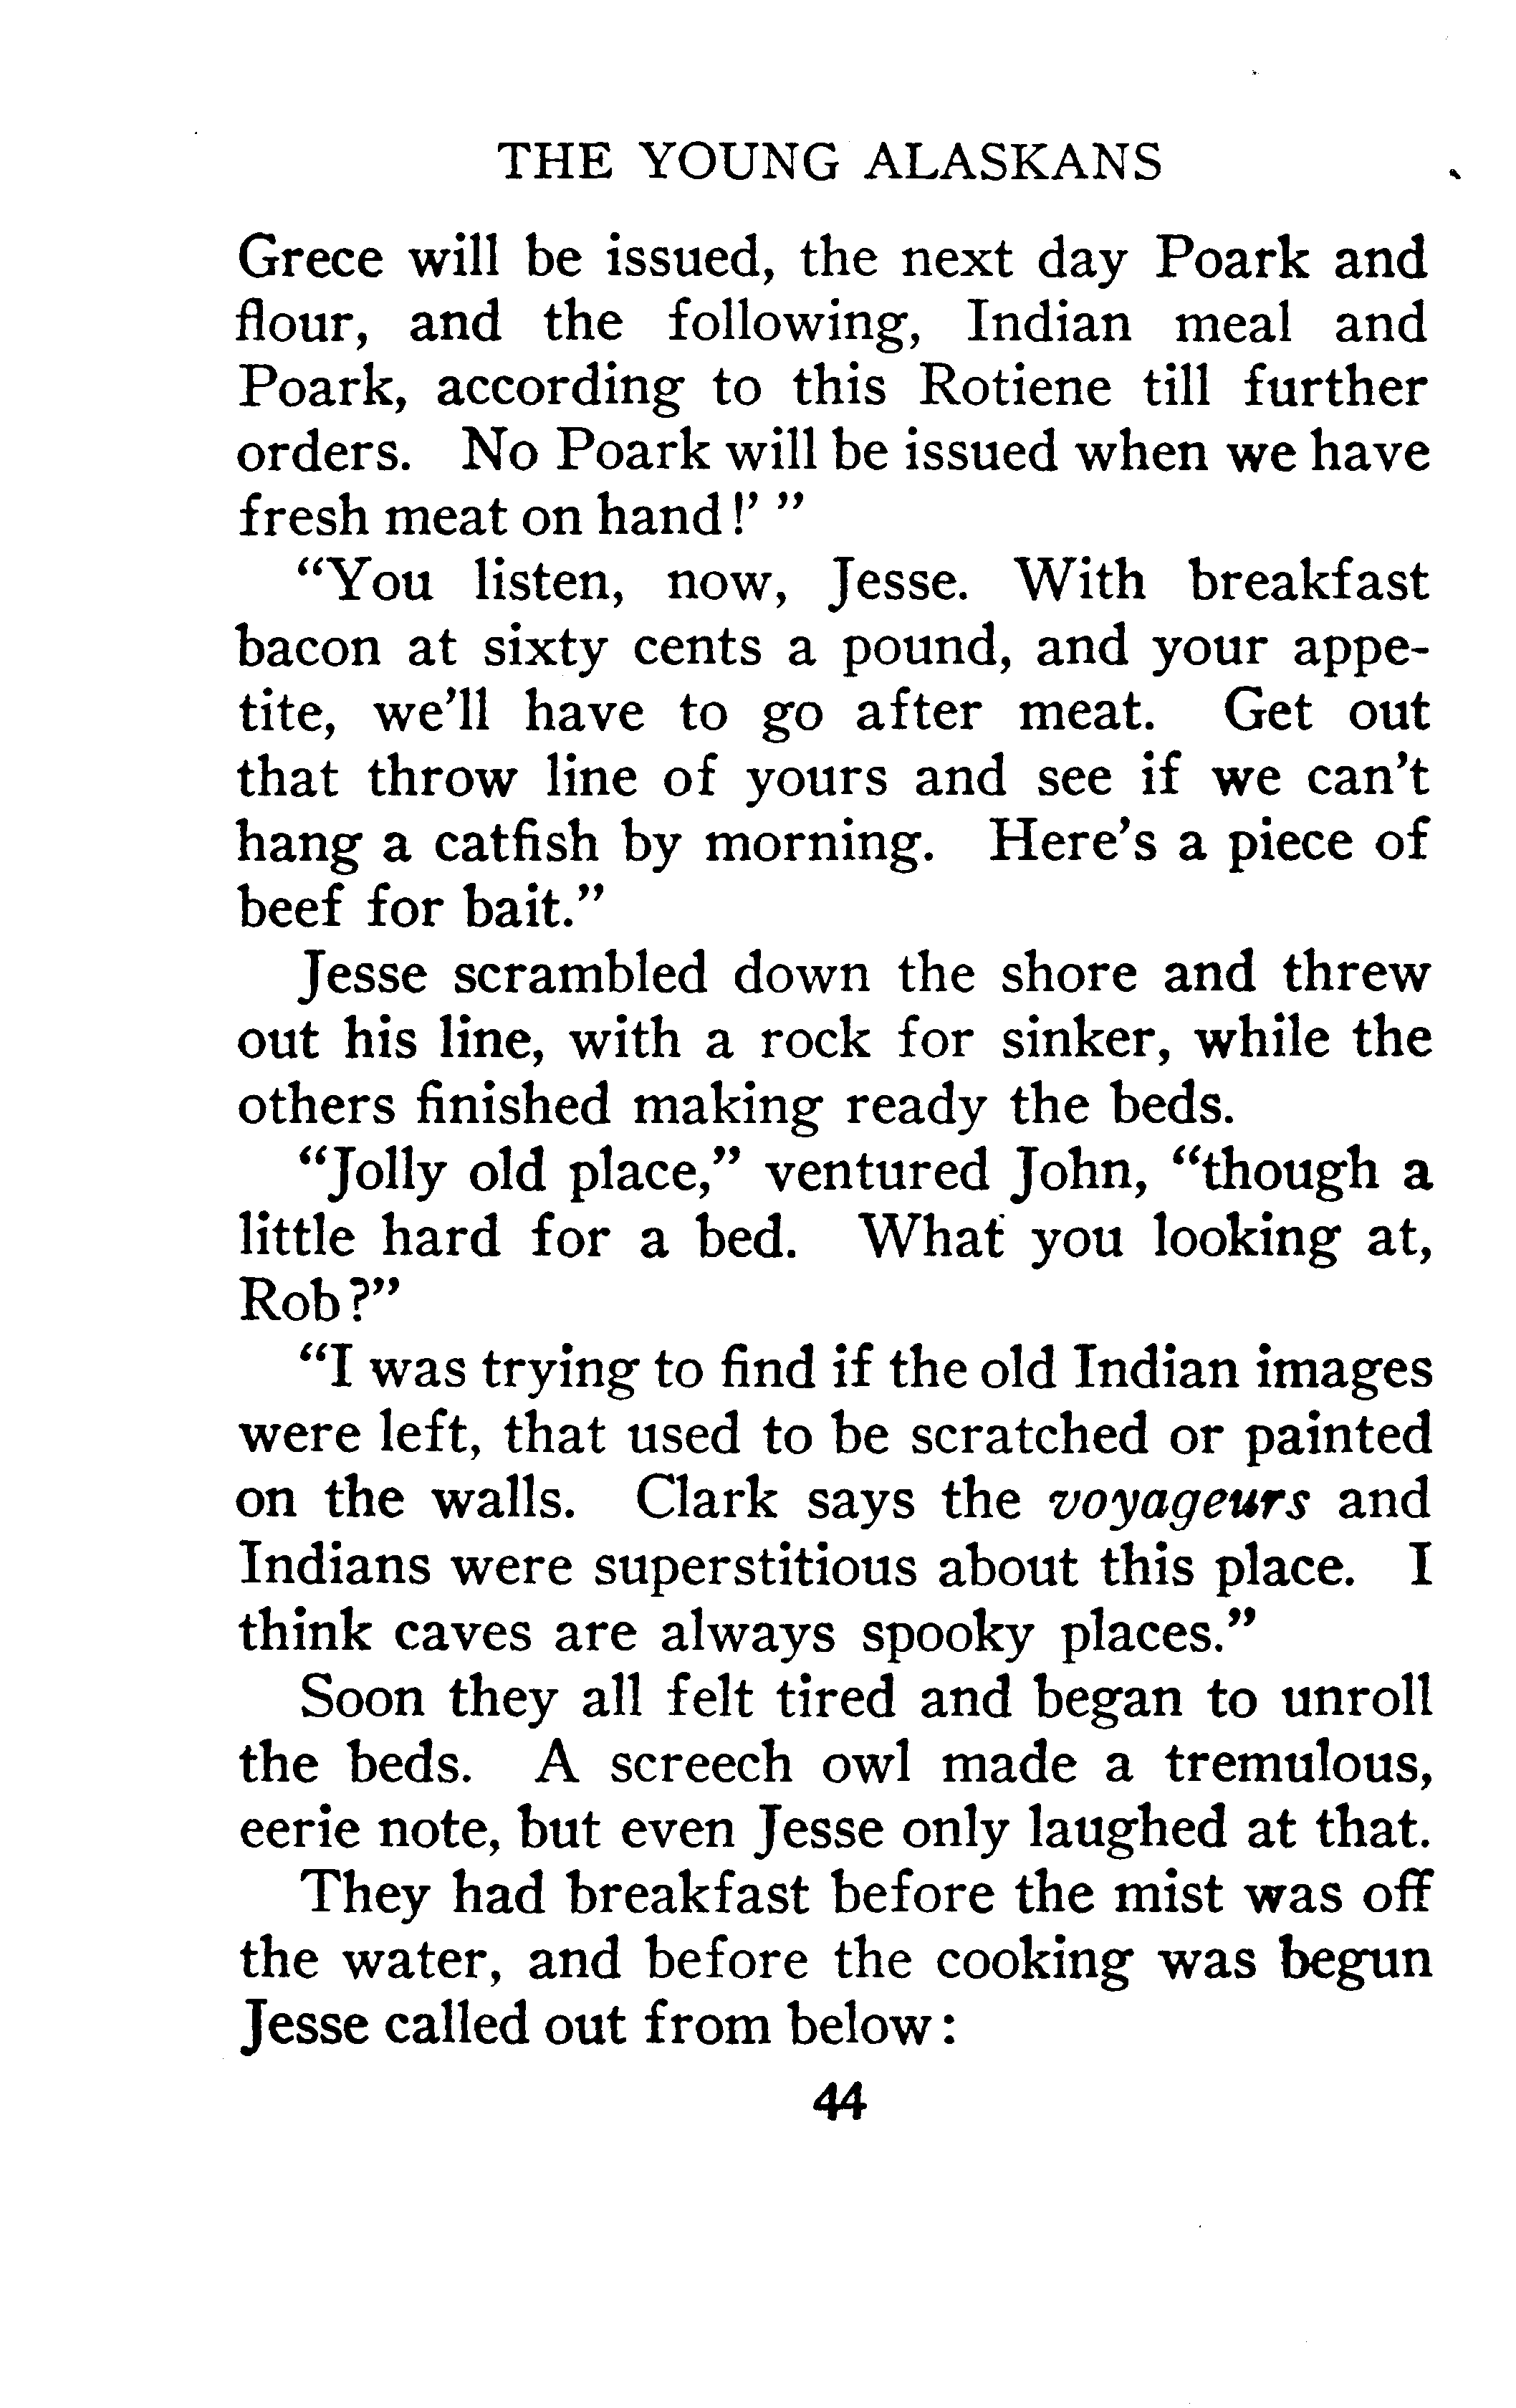 THE YOUNG ALASKANS
Grece will be issued, the next day Poark and
flour, and the following, Indian meal and
Poark, according to this Rotiene till further
orders. No Poark will be issued when we have
fresh meat on hand!' "
"You listen, now, Jesse. With breakfast
bacon at sixty cents a pound, and your appe-
tite, we'll have to go after meat. Get out
that throw line of yours and see if we can't
hang a catfish by morning. Here's a piece of
beef for bait."
Jesse scrambled down the shore and threw
out his line, with a rock for sinker, while the
others finished making ready the beds.
"Jolly old place," ventured John, "though a
little hard for a bed. What you looking at,
Rob?"
"I was trying to find if the old Indian images
were left, that used to be scratched or painted
on the walls. Clark says the voyageurs and
Indians were superstitious about this place. I
think caves are always spooky places."
Soon they all felt tired and began to unroll
the beds. A screech owl made a tremulous,
eerie note, but even Jesse only laughed at that.
They had breakfast before the mist was off
the water, and before the cooking was begun
Jesse called out from below:
44